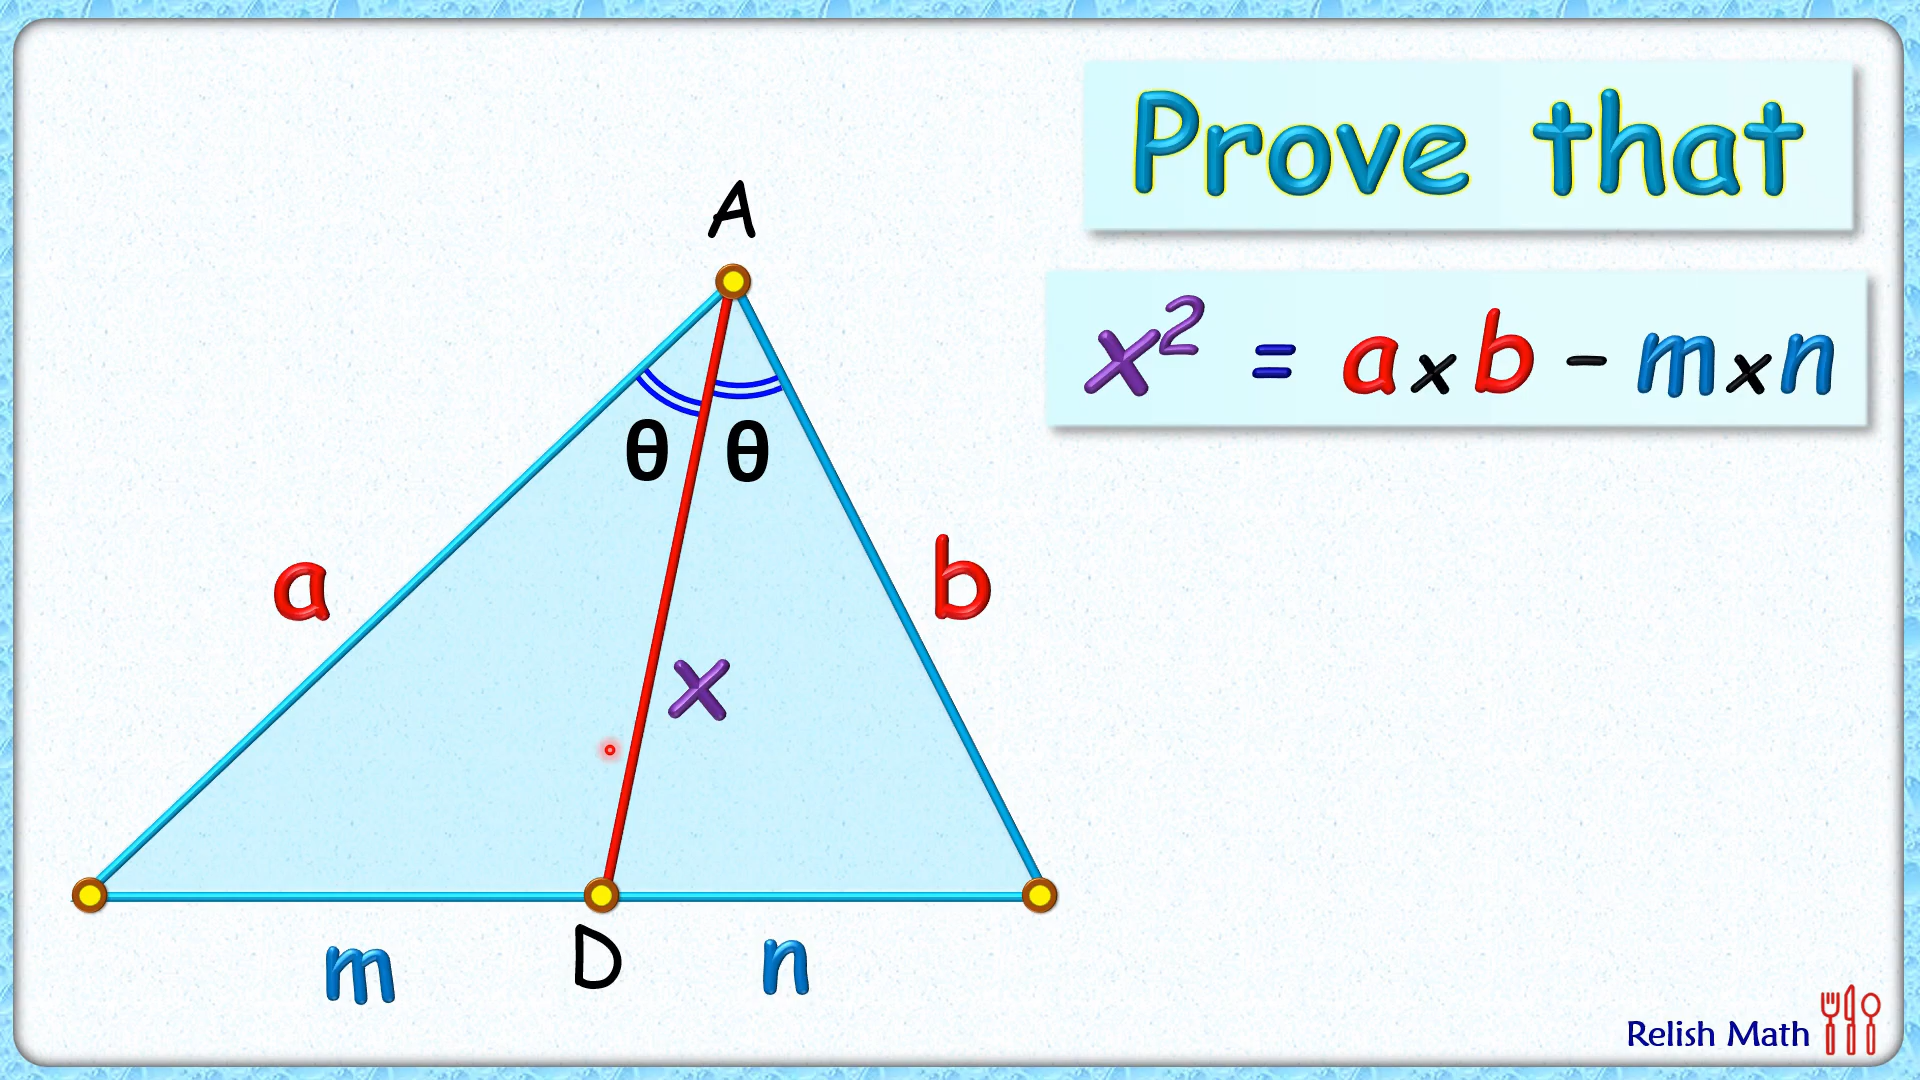 Prove that
x² = a × b - m × n
A
θ θ
a
b
x
m
D
n
Relish Math